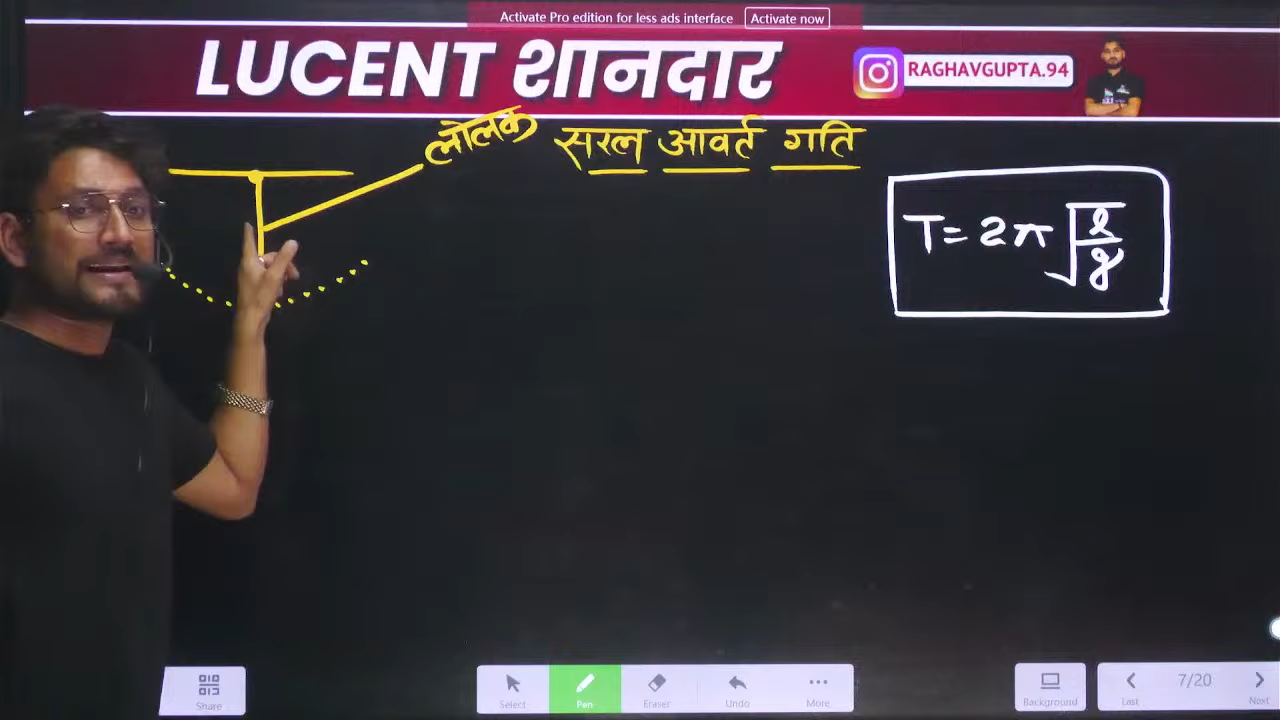 Activate Pro edition for less ads interface Activate now
LUCENT शानदार
RAGHAVGUPTA.94
लोलक
सरल आवर्त गति
T = 2π √l/g
Share
Select
Pen
Eraser
Undo
More
Background
Last
7/20
Next